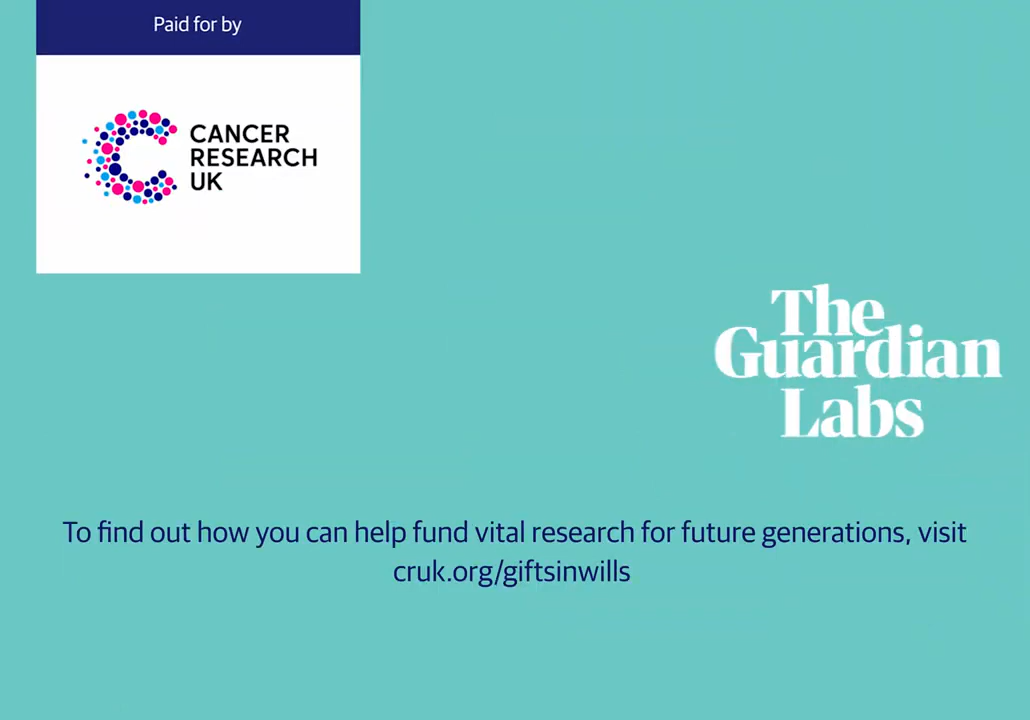 Paid for by
CANCER
RESEARCH
UK
The
Guardian
Labs
To find out how you can help fund vital research for future generations, visit
cruk.org/giftsinwills